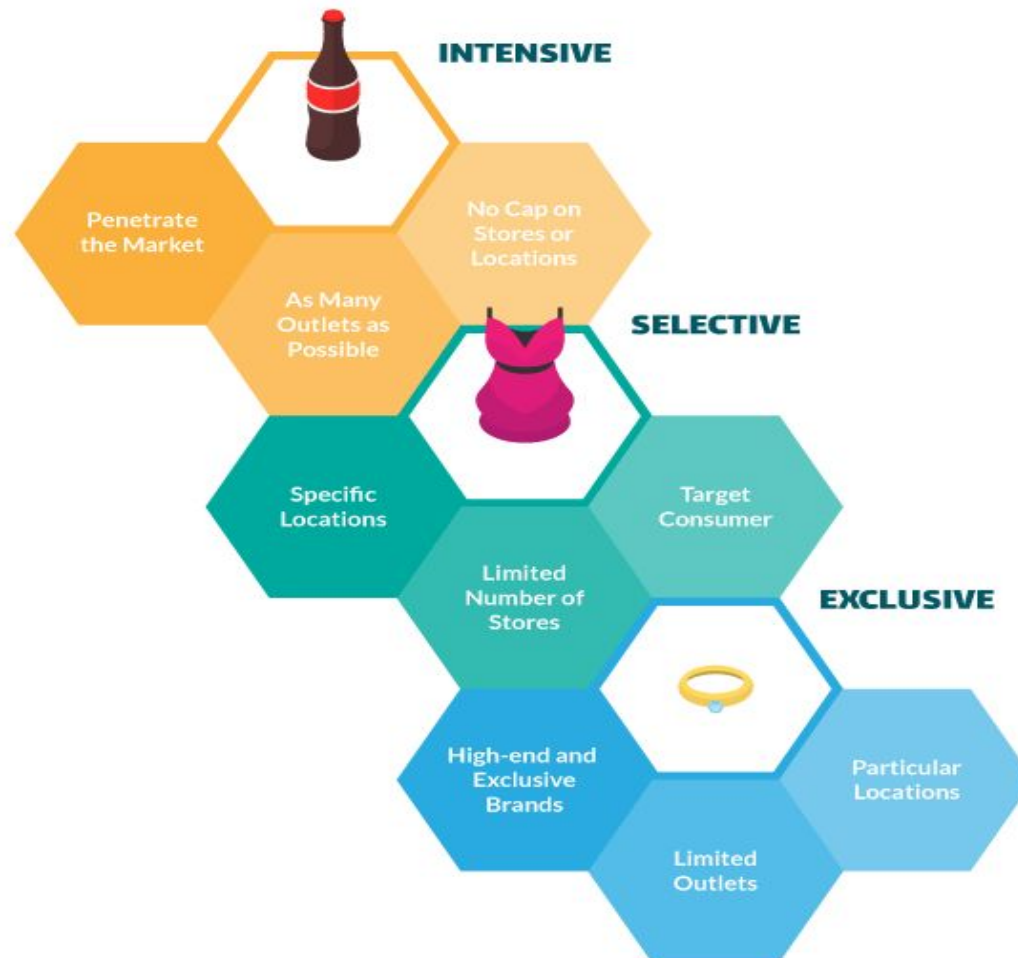 INTENSIVE
Penetrate
the Market
No Cap on
Stores or
Locations
As Many
Outlets as
Possible
SELECTIVE
Specific
Locations
Target
Consumer
Limited
Number of
Stores
EXCLUSIVE
High-end and
Exclusive
Brands
Particular
Locations
Limited
Outlets